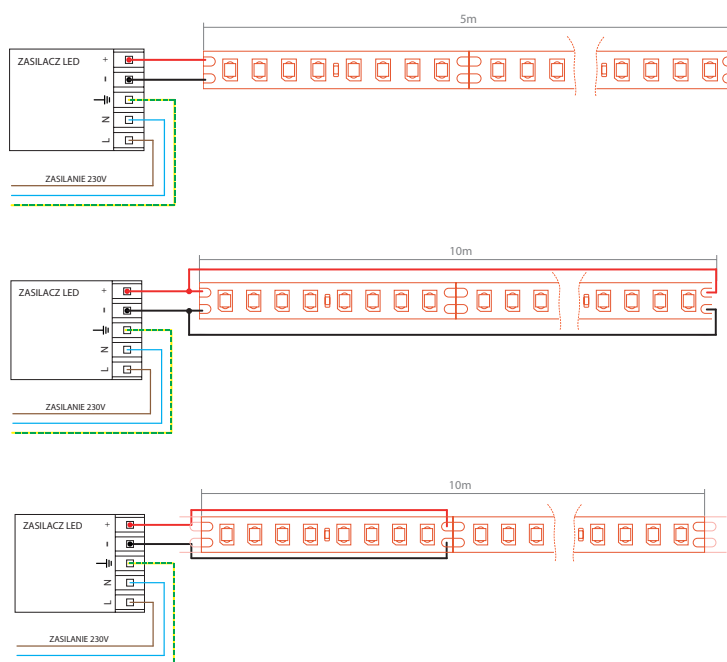 5m
ZASILACZ LED
+
-
N
L
ZASILANIE 230V
10m
ZASILACZ LED
+
-
N
L
ZASILANIE 230V
10m
ZASILACZ LED
+
-
N
L
ZASILANIE 230V